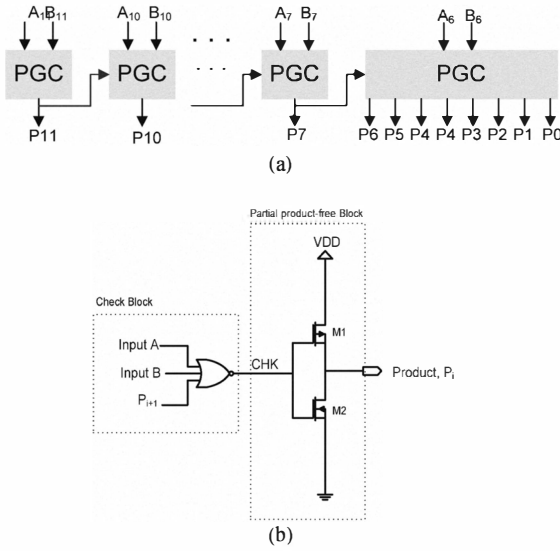 A11 B11 A10 B10 . . . A7 B7 A6 B6
PGC PGC . . . PGC PGC
P11 P10 P7 P6 P5 P4 P4 P3 P2 P1 P0
(a)
Partial product-free Block
VDD
Check Block
M1
Input A
CHK
Input B
Product, Pi
Pi+1
M2
(b)